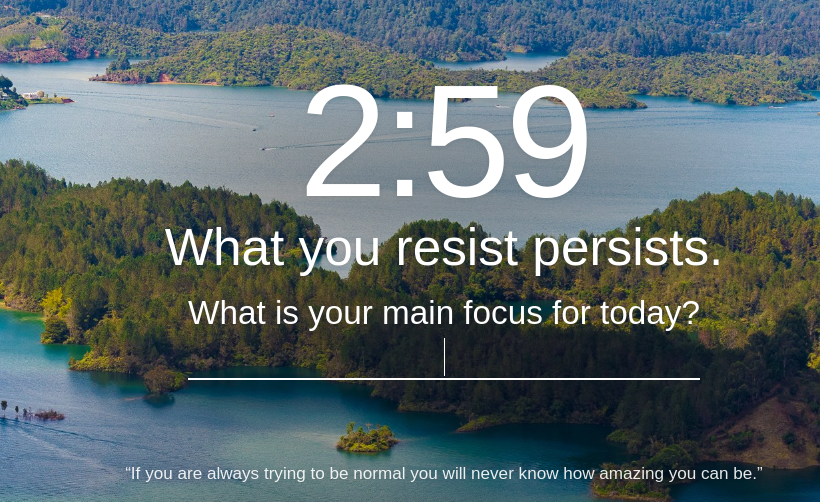 2:59
What you resist persists.
What is your main focus for today?
“If you are always trying to be normal you will never know how amazing you can be.”